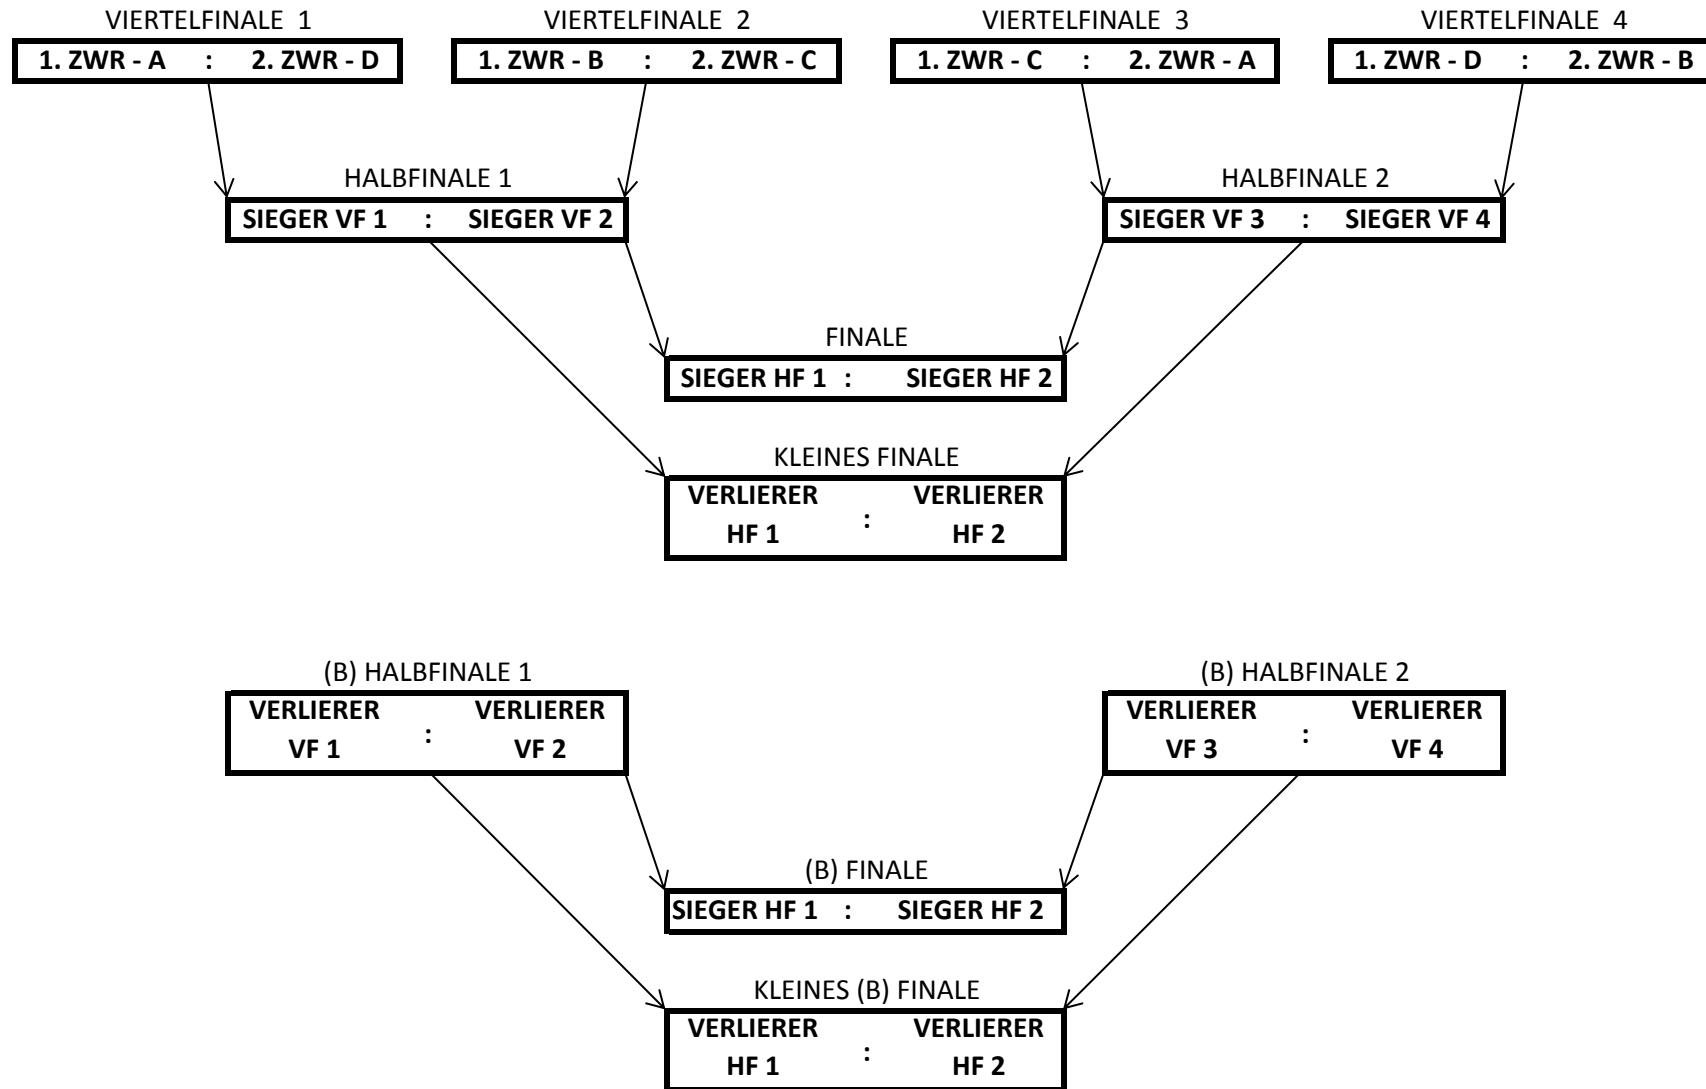 VIERTELFINALE 1 VIERTELFINALE 2 VIERTELFINALE 3 VIERTELFINALE 4
1. ZWR - A : 2. ZWR - D 1. ZWR - B : 2. ZWR - C 1. ZWR - C : 2. ZWR - A 1. ZWR - D : 2. ZWR - B
HALBFINALE 1 HALBFINALE 2
SIEGER VF 1 : SIEGER VF 2 SIEGER VF 3 : SIEGER VF 4
FINALE
SIEGER HF 1 : SIEGER HF 2
KLEINES FINALE
VERLIERER VERLIERER
:
HF 1 HF 2
(B) HALBFINALE 1 (B) HALBFINALE 2
VERLIERER VERLIERER VERLIERER VERLIERER
: :
VF 1 VF 2 VF 3 VF 4
(B) FINALE
SIEGER HF 1 : SIEGER HF 2
KLEINES (B) FINALE
VERLIERER VERLIERER
:
HF 1 HF 2